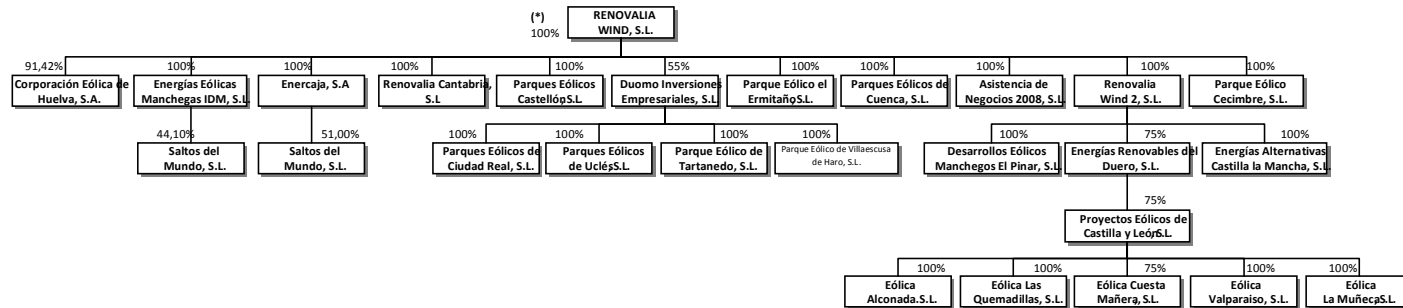 (*)
100%
RENOVALIA
WIND, S.L.
91,42%
100%
100%
100%
100%
55%
100%
100%
100%
100%
100%
Corporación Eólica de
Huelva, S.A.
Energías Eólicas
Manchegas IDM, S.L.
Enercaja, S.A
Renovalia Cantabria,
S.L
Parques Eólicos
Castellón, S.L.
Duomo Inversiones
Empresariales, S.L
Parque Eólico el
Ermitaño, S.L.
Parques Eólicos de
Cuenca, S.L.
Asistencia de
Negocios 2008, S.L.
Renovalia
Wind 2, S.L.
Parque Eólico
Cecimbre, S.L.
44,10%
51,00%
100%
100%
100%
100%
100%
75%
100%
Saltos del
Mundo, S.L.
Saltos del
Mundo, S.L.
Parques Eólicos de
Ciudad Real, S.L.
Parques Eólicos
de Uclés, S.L.
Parque Eólico de
Tartanedo, S.L.
Parque Eólico de Villaescusa
de Haro, S.L.
Desarrollos Eólicos
Manchegos El Pinar, S.L.
Energías Renovables del
Duero, S.L.
Energías Alternativas
Castilla la Mancha, S.L.
75%
Proyectos Eólicos de
Castilla y León, S.L.
100%
100%
75%
100%
100%
Eólica
Alconada.S.L.
Eólica Las
Quemadillas, S.L.
Eólica Cuesta
Mañera, S.L.
Eólica
Valparaiso, S.L.
Eólica
La Muñeca, S.L.